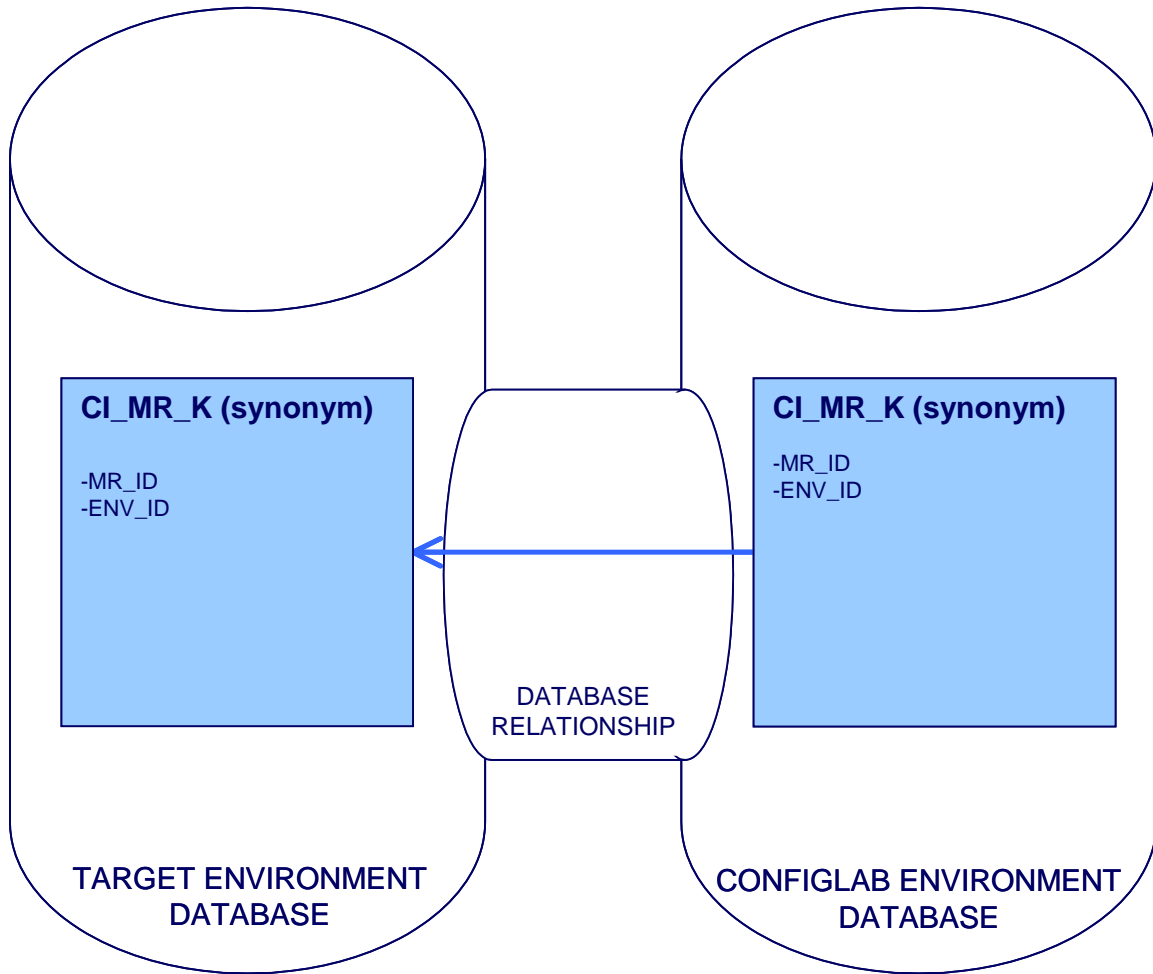 CI_MR_K (synonym)
-MR_ID
-ENV_ID
CI_MR_K (synonym)
-MR_ID
-ENV_ID
DATABASE
RELATIONSHIP
TARGET ENVIRONMENT
DATABASE
CONFIGLAB ENVIRONMENT
DATABASE